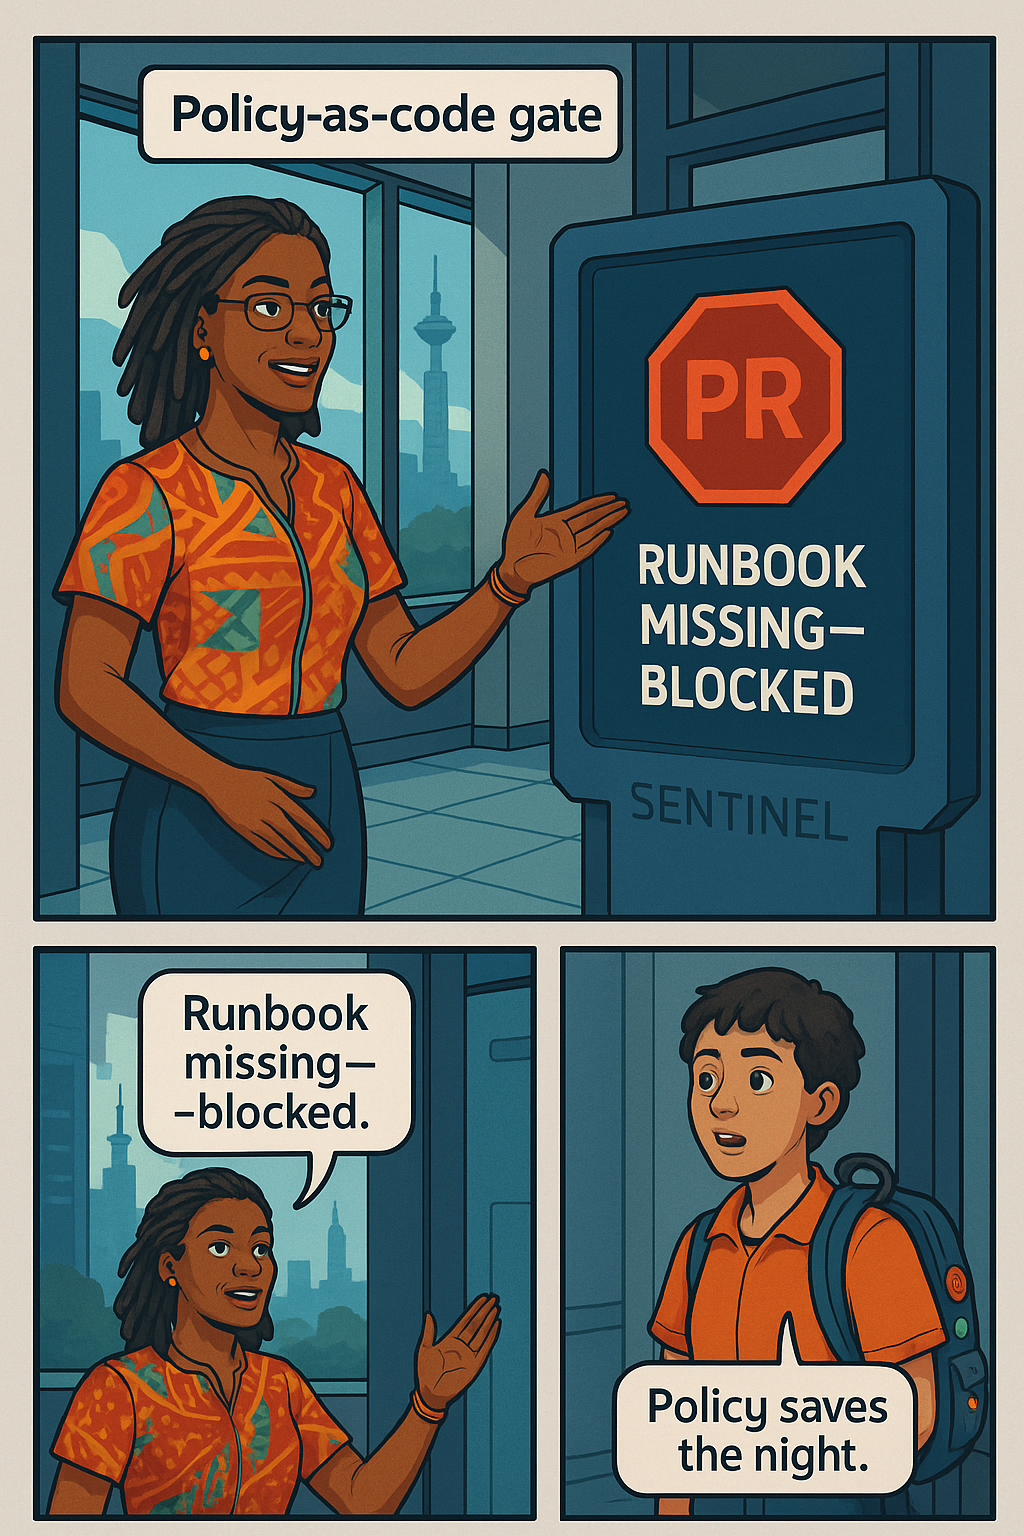 Policy-as-code gate
PR
RUNBOOK
MISSING—
BLOCKED
SENTINEL
Runbook
missing—
-blocked.
Policy saves
the night.